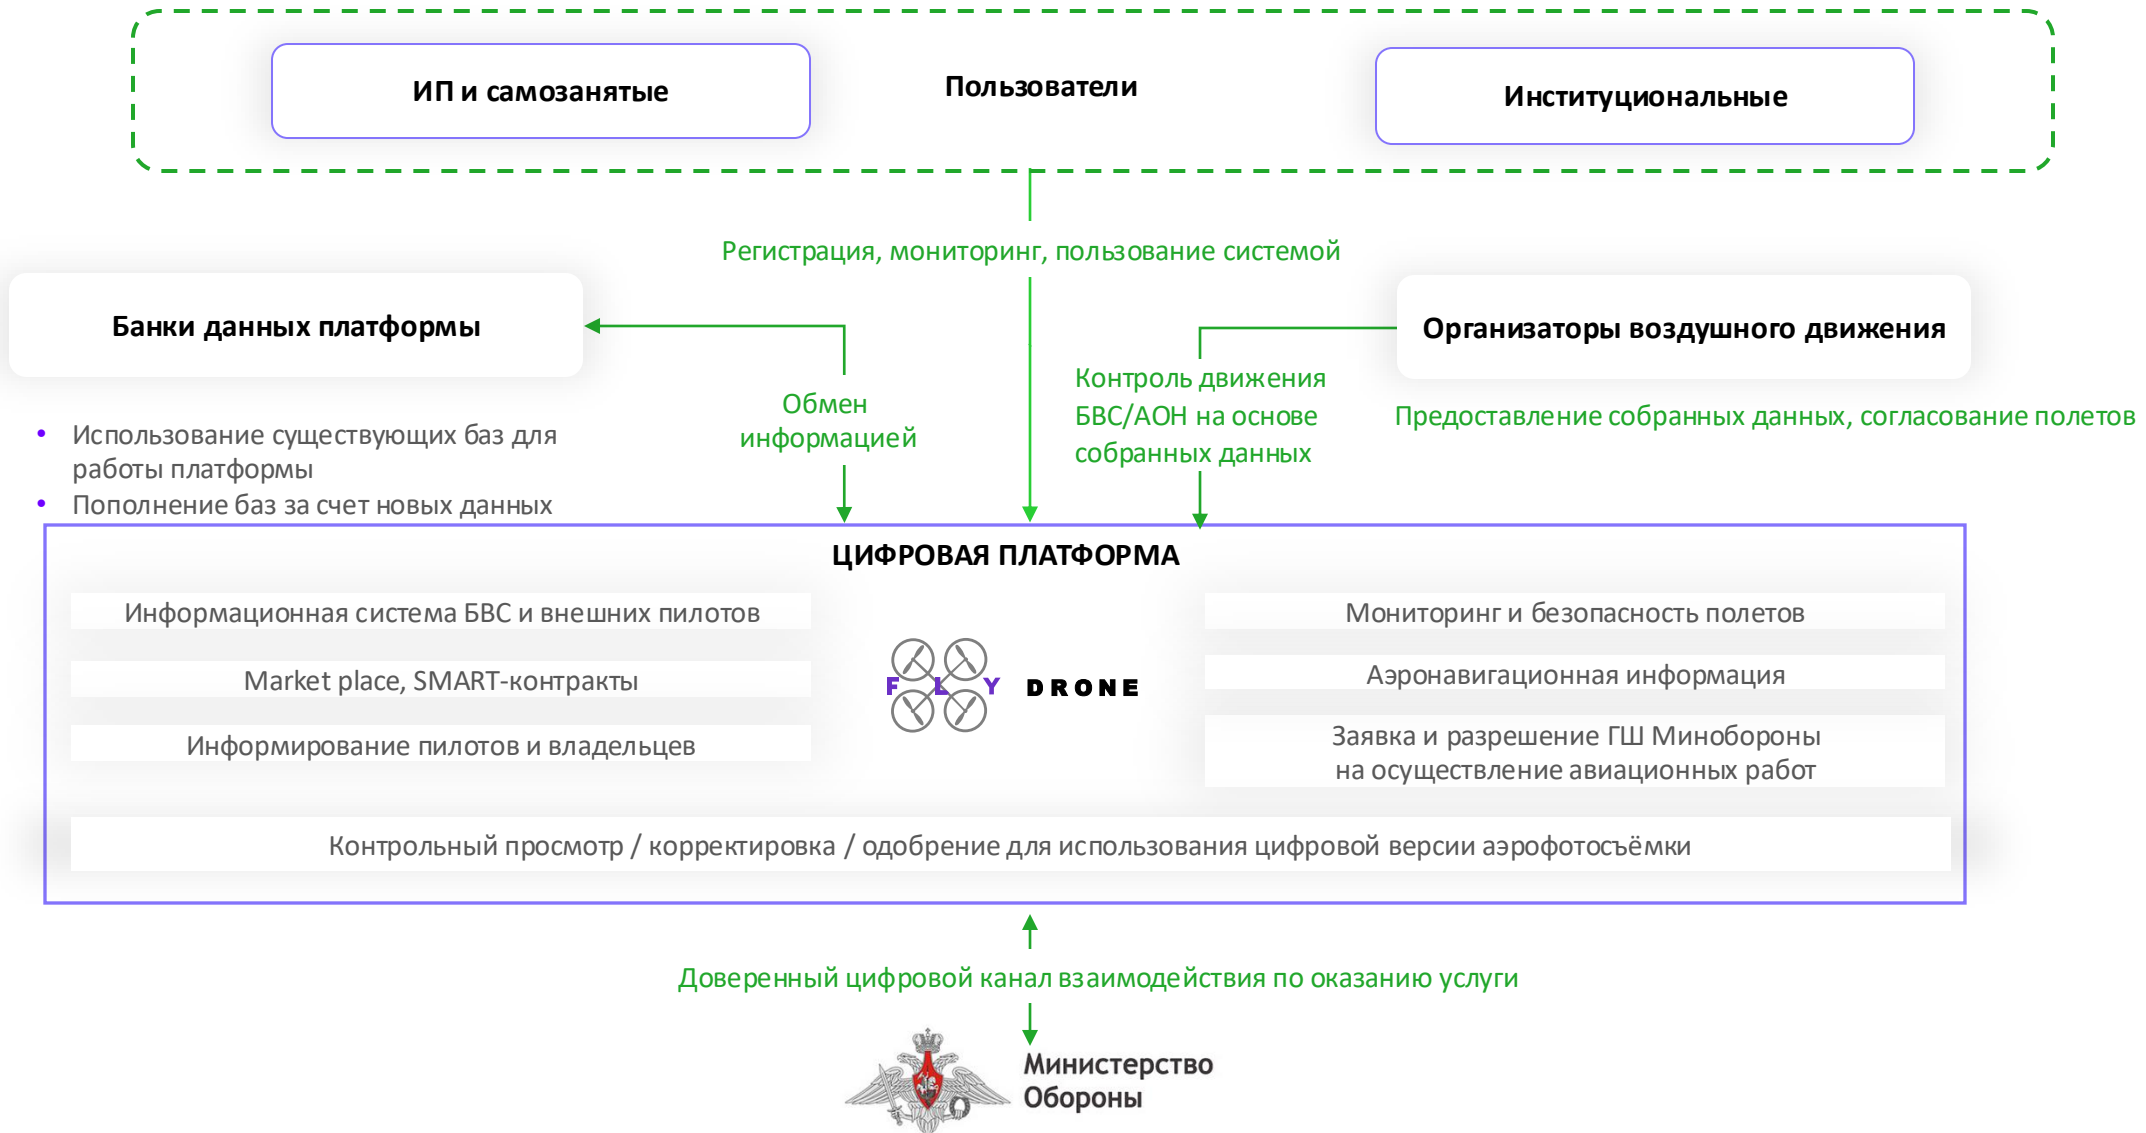 ИП и самозанятые
Пользователи
Институциональные
Регистрация, мониторинг, пользование системой
Банки данных платформы
Организаторы воздушного движения
Обмен
информацией
Контроль движения
БВС/АОН на основе
собранных данных
Предоставление собранных данных, согласование полетов
• Использование существующих баз для
работы платформы
• Пополнение баз за счет новых данных
ЦИФРОВАЯ ПЛАТФОРМА
Информационная система БВС и внешних пилотов
Market place, SMART-контракты
Информирование пилотов и владельцев
FLY DRONE
Мониторинг и безопасность полетов
Аэронавигационная информация
Заявка и разрешение ГШ Минобороны
на осуществление авиационных работ
Контрольный просмотр / корректировка / одобрение для использования цифровой версии аэрофотосъёмки
Доверенный цифровой канал взаимодействия по оказанию услуги
Министерство
Обороны